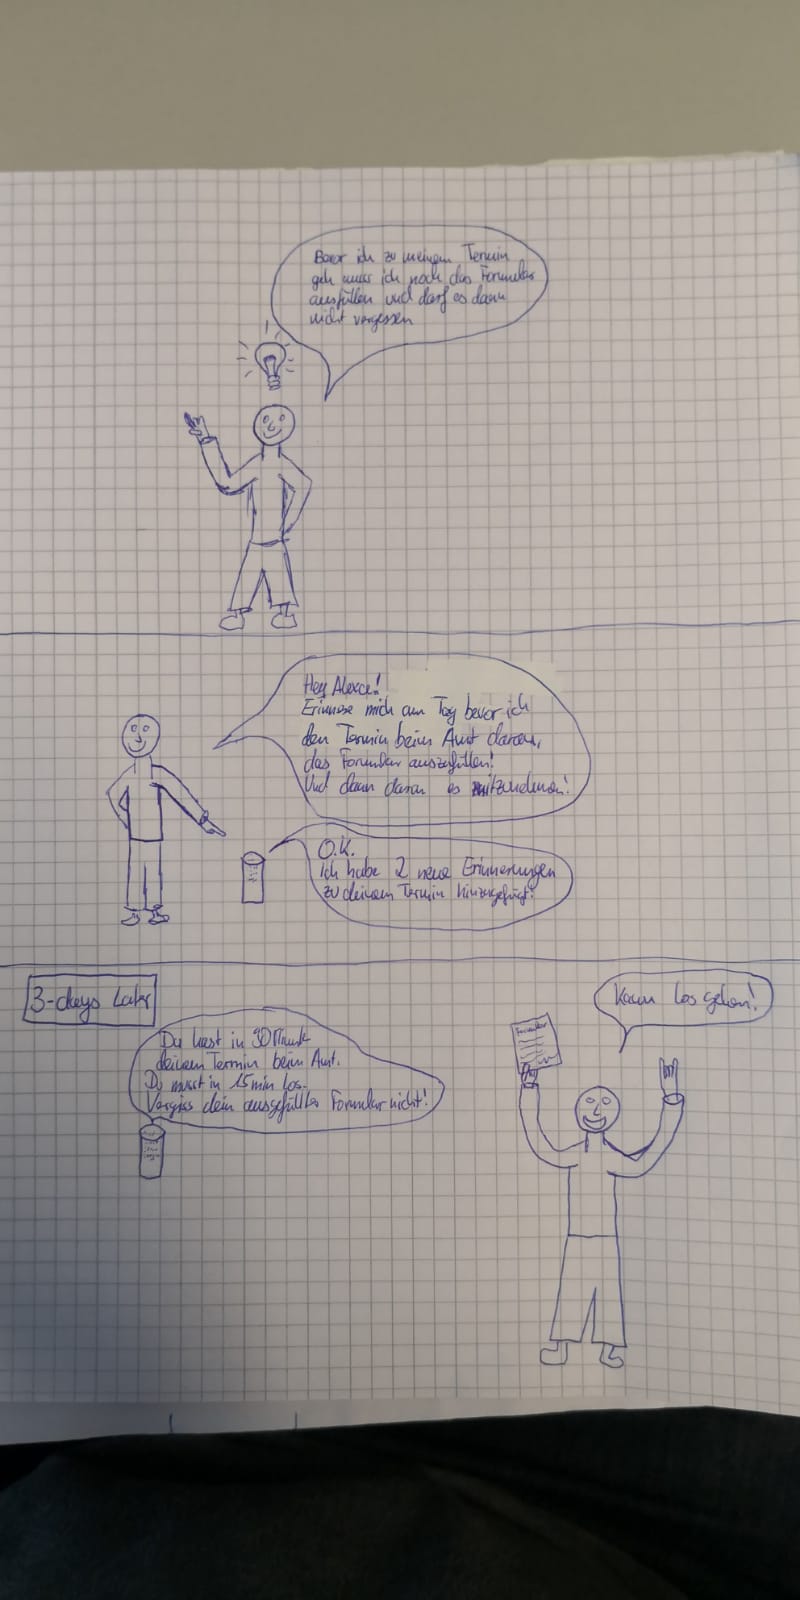 Bevor ich zu meinem Termin
geh muss ich noch das Formular
ausfüllen und darf es dann
nicht vergessen
Hey Alexa!
Erinnere mich am Tag bevor ich
den Termin beim Amt daran,
das Formular auszufüllen!
Und dann daran es mitzunehmen!
O.K.
Ich habe 2 neue Erinnerungen
zu deinem Termin hinzugefügt!
3-days Later
Du hast in 90 Minuten
deinen Termin beim Amt.
Du musst in 15min los.
Vergiss dein ausgefülltes Formular nicht!
Kann los gehen!
Formular